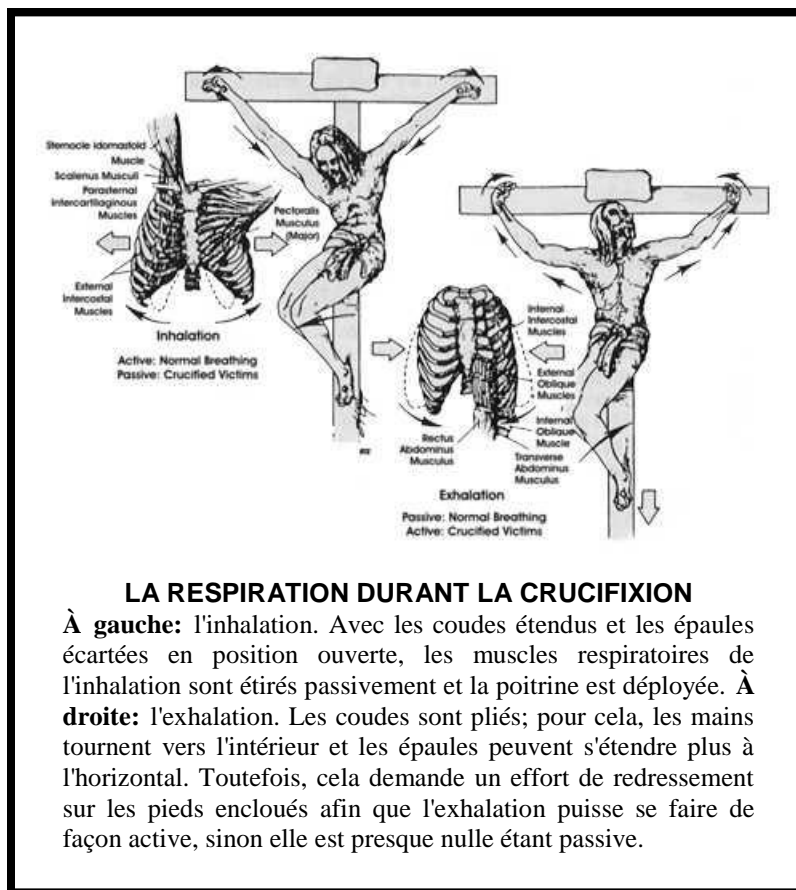 Sternocle idomastoid
Muscle
Scalenus Musculi
Parasternal
Intercartilaginous
Muscles
Pectoralis
Musculus
(Major)
External
Intercostal
Muscles
Inhalation
Active: Normal Breathing
Passive: Crucified Victims
Internal
Intercostal
Muscles
External
Oblique
Muscles
Internal
Oblique
Muscle
Transverse
Abdominus
Musculus
Rectus
Abdominus
Musculus
Exhalation
Passive: Normal Breathing
Active: Crucified Victims
LA RESPIRATION DURANT LA CRUCIFIXION
À gauche: l'inhalation. Avec les coudes étendus et les épaules
écartées en position ouverte, les muscles respiratoires de
l'inhalation sont étirés passivement et la poitrine est déployée. À
droite: l'exhalation. Les coudes sont pliés; pour cela, les mains
tournent vers l'intérieur et les épaules peuvent s'étendre plus à
l'horizontal. Toutefois, cela demande un effort de redressement
sur les pieds encloués afin que l'exhalation puisse se faire de
façon active, sinon elle est presque nulle étant passive.